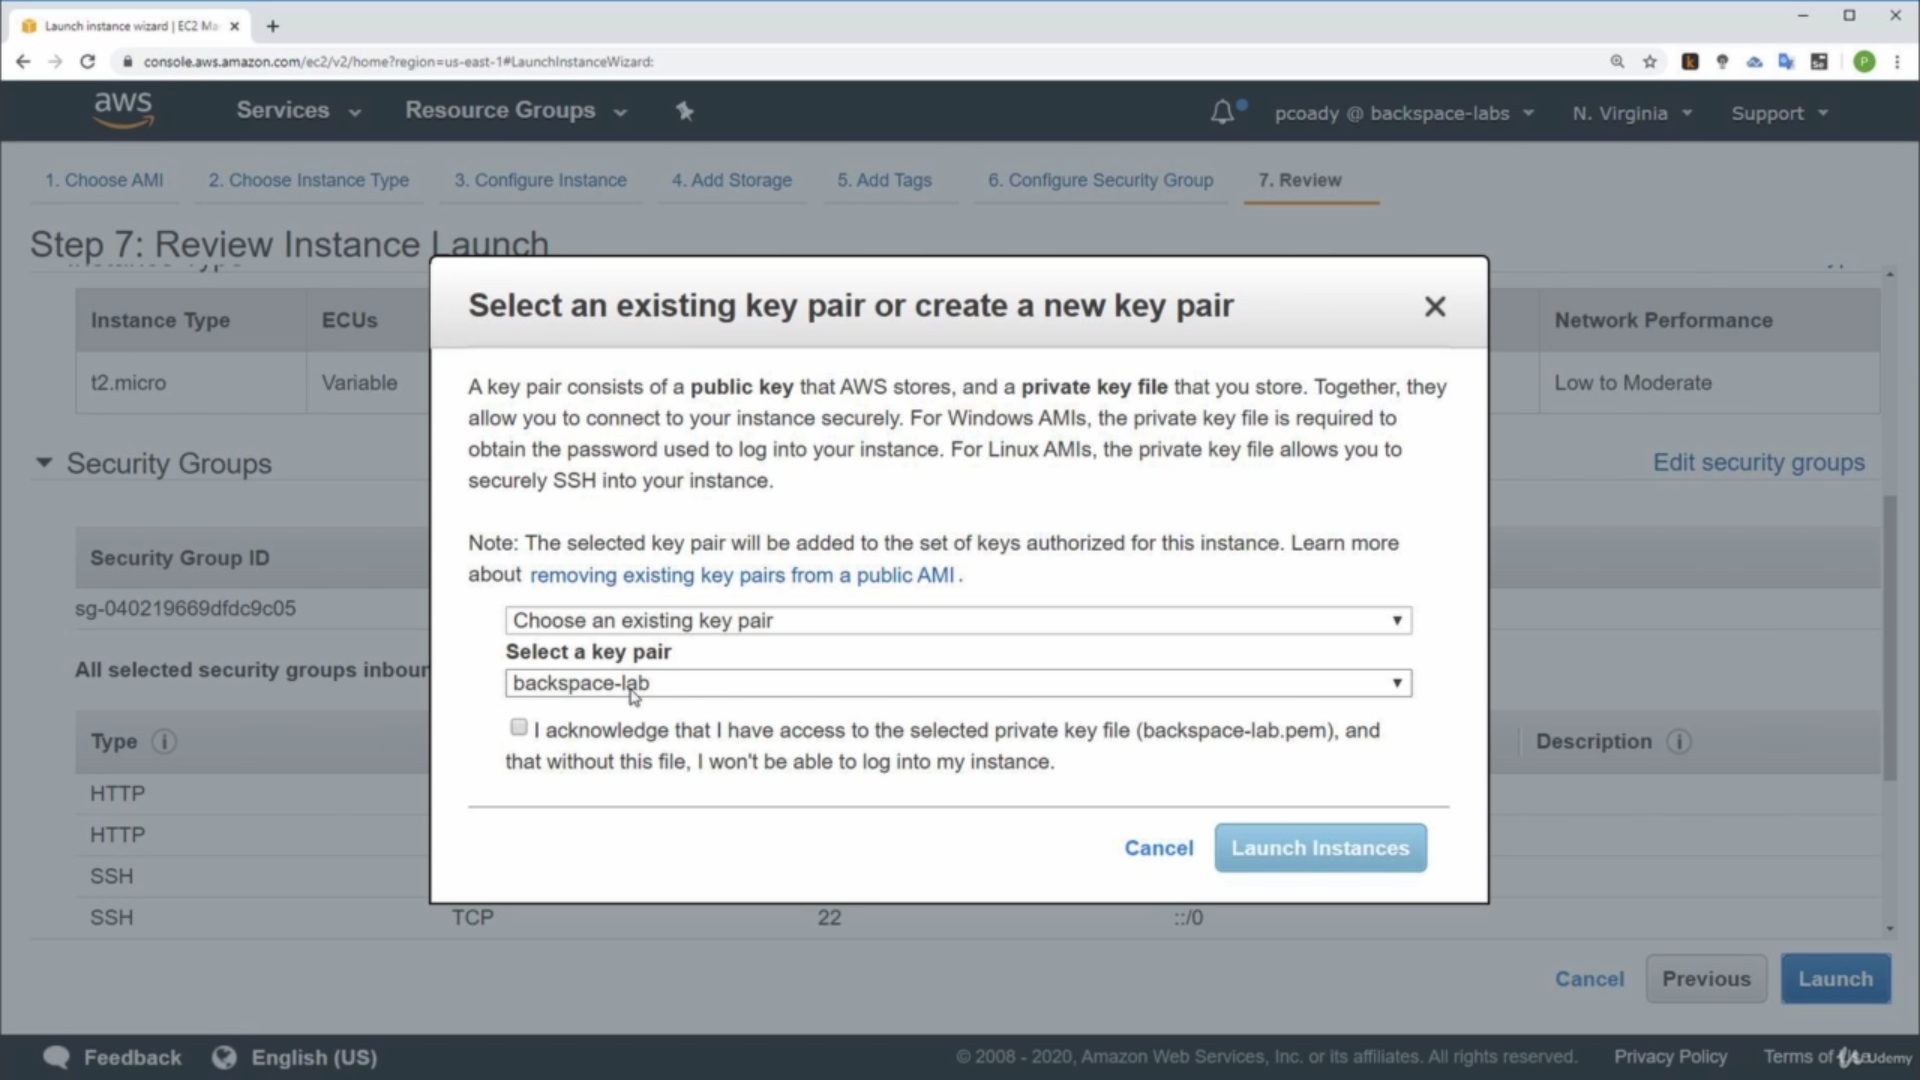 Launch instance wizard | EC2 Ma
console.aws.amazon.com/ec2/v2/home?region=us-east-1#LaunchInstanceWizard:
aws Services Resource Groups pcoady @ backspace-labs N. Virginia Support
1. Choose AMI 2. Choose Instance Type 3. Configure Instance 4. Add Storage 5. Add Tags 6. Configure Security Group 7. Review
Step 7: Review Instance Launch
Instance Type ECUs Network Performance
t2.micro Variable Low to Moderate
Security Groups Edit security groups
Security Group ID
sg-040219669dfdc9c05
All selected security groups inbour
Type i Description i
HTTP
HTTP
SSH
SSH TCP 22 ::/0
Select an existing key pair or create a new key pair
A key pair consists of a public key that AWS stores, and a private key file that you store. Together, they
allow you to connect to your instance securely. For Windows AMIs, the private key file is required to
obtain the password used to log into your instance. For Linux AMIs, the private key file allows you to
securely SSH into your instance.
Note: The selected key pair will be added to the set of keys authorized for this instance. Learn more
about removing existing key pairs from a public AMI .
Choose an existing key pair
Select a key pair
backspace-lab
I acknowledge that I have access to the selected private key file (backspace-lab.pem), and
that without this file, I won't be able to log into my instance.
Cancel Launch Instances
Cancel Previous Launch
Feedback English (US) © 2008 - 2020, Amazon Web Services, Inc. or its affiliates. All rights reserved. Privacy Policy Terms of Use
Udemy